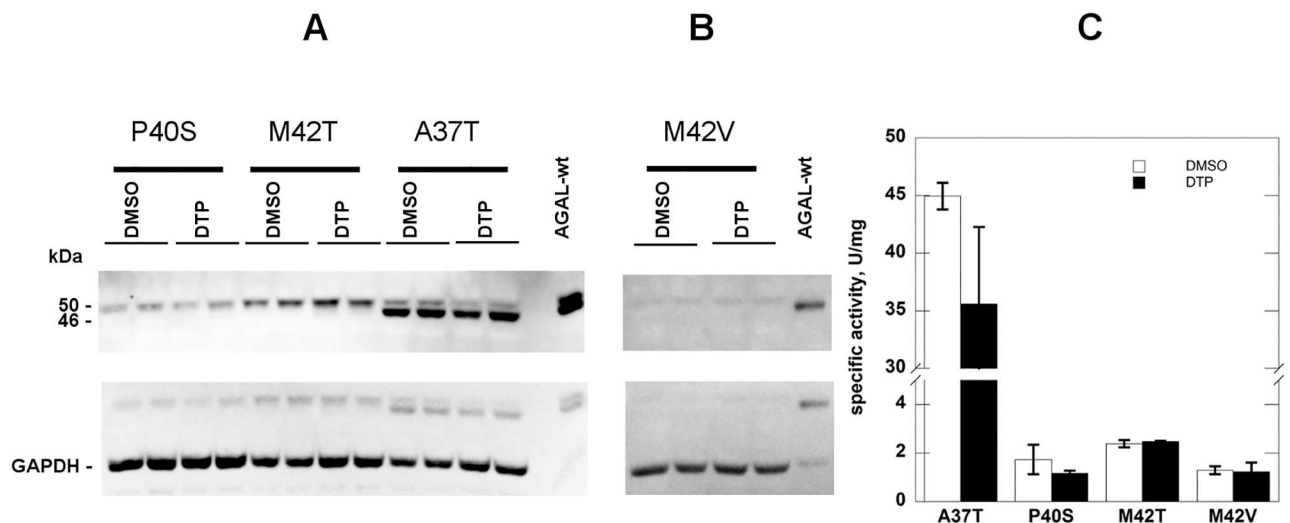 A B C
P40S M42T A37T AGAL-wt
DMSO DTP DMSO DTP DMSO DTP
kDa
50 -
46 -
GAPDH -
M42V AGAL-wt
DMSO DTP
50
45
40
35
30
4
2
0
specific activity, U/mg
DMSO
DTP
A37T P40S M42T M42V